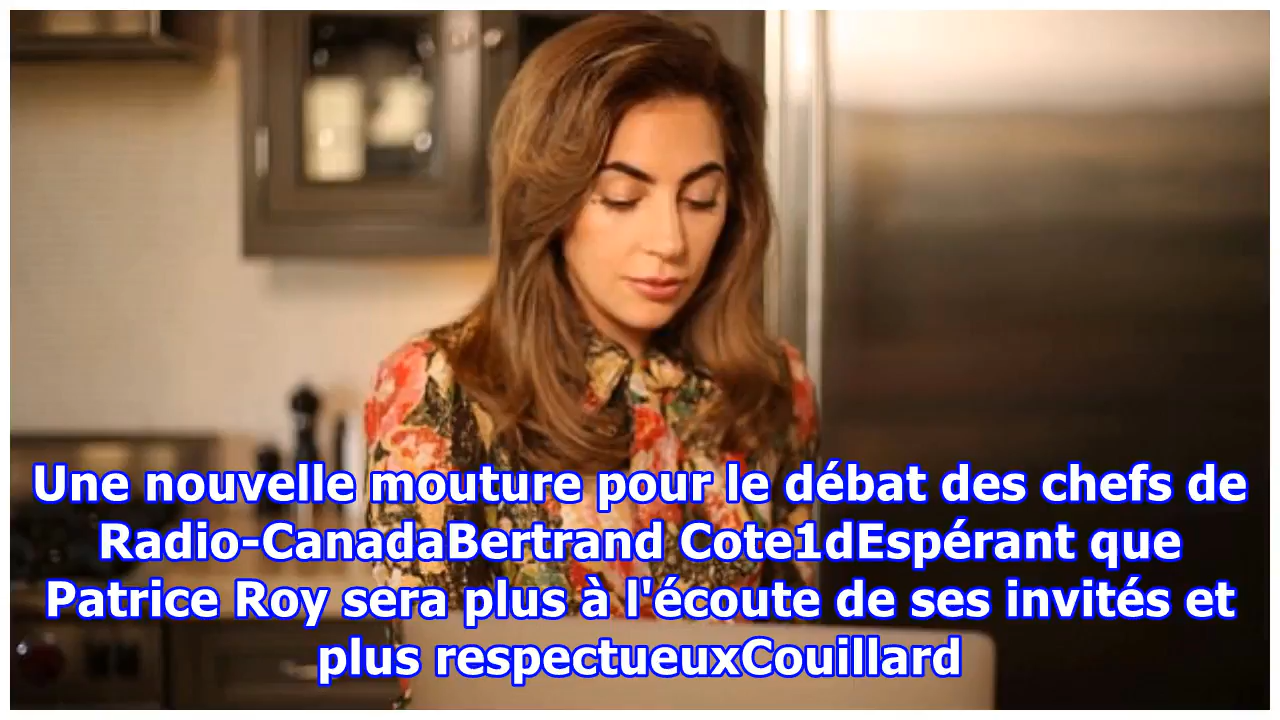 Une nouvelle mouture pour le débat des chefs de
Radio-CanadaBertrand Cote1dEspérant que
Patrice Roy sera plus à l'écoute de ses invités et
plus respectueuxCouillard